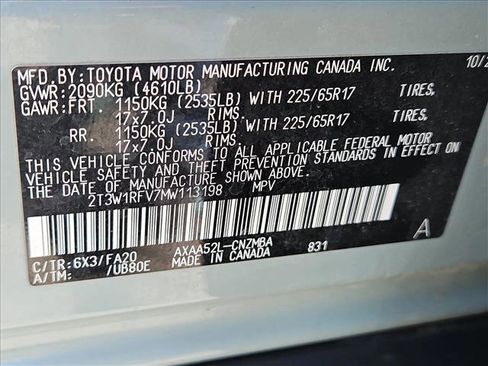 MFD.BY:TOYOTA MOTOR MANUFACTURING CANADA INC. 10/2
GVWR:2090KG (4610LB)
GAWR:FRT 1150KG (2535LB) WITH 225/65R17 TIRES,
17x7.0J RIMS,
RR. 1150KG (2535LB) WITH 225/65R17 TIRES,
17x7.0J RIMS.
THIS VEHICLE CONFORMS TO ALL APPLICABLE FEDERAL MOTOR
VEHICLE SAFETY AND THEFT PREVENTION STANDARDS IN EFFECT ON
THE DATE OF MANUFACTURE SHOWN ABOVE.
2T3W1RFV7MW113198 MPV
C/TR:6X3/FA20 AXAA52L-CNZMBA A
A/TM: /UB80E MADE IN CANADA 831